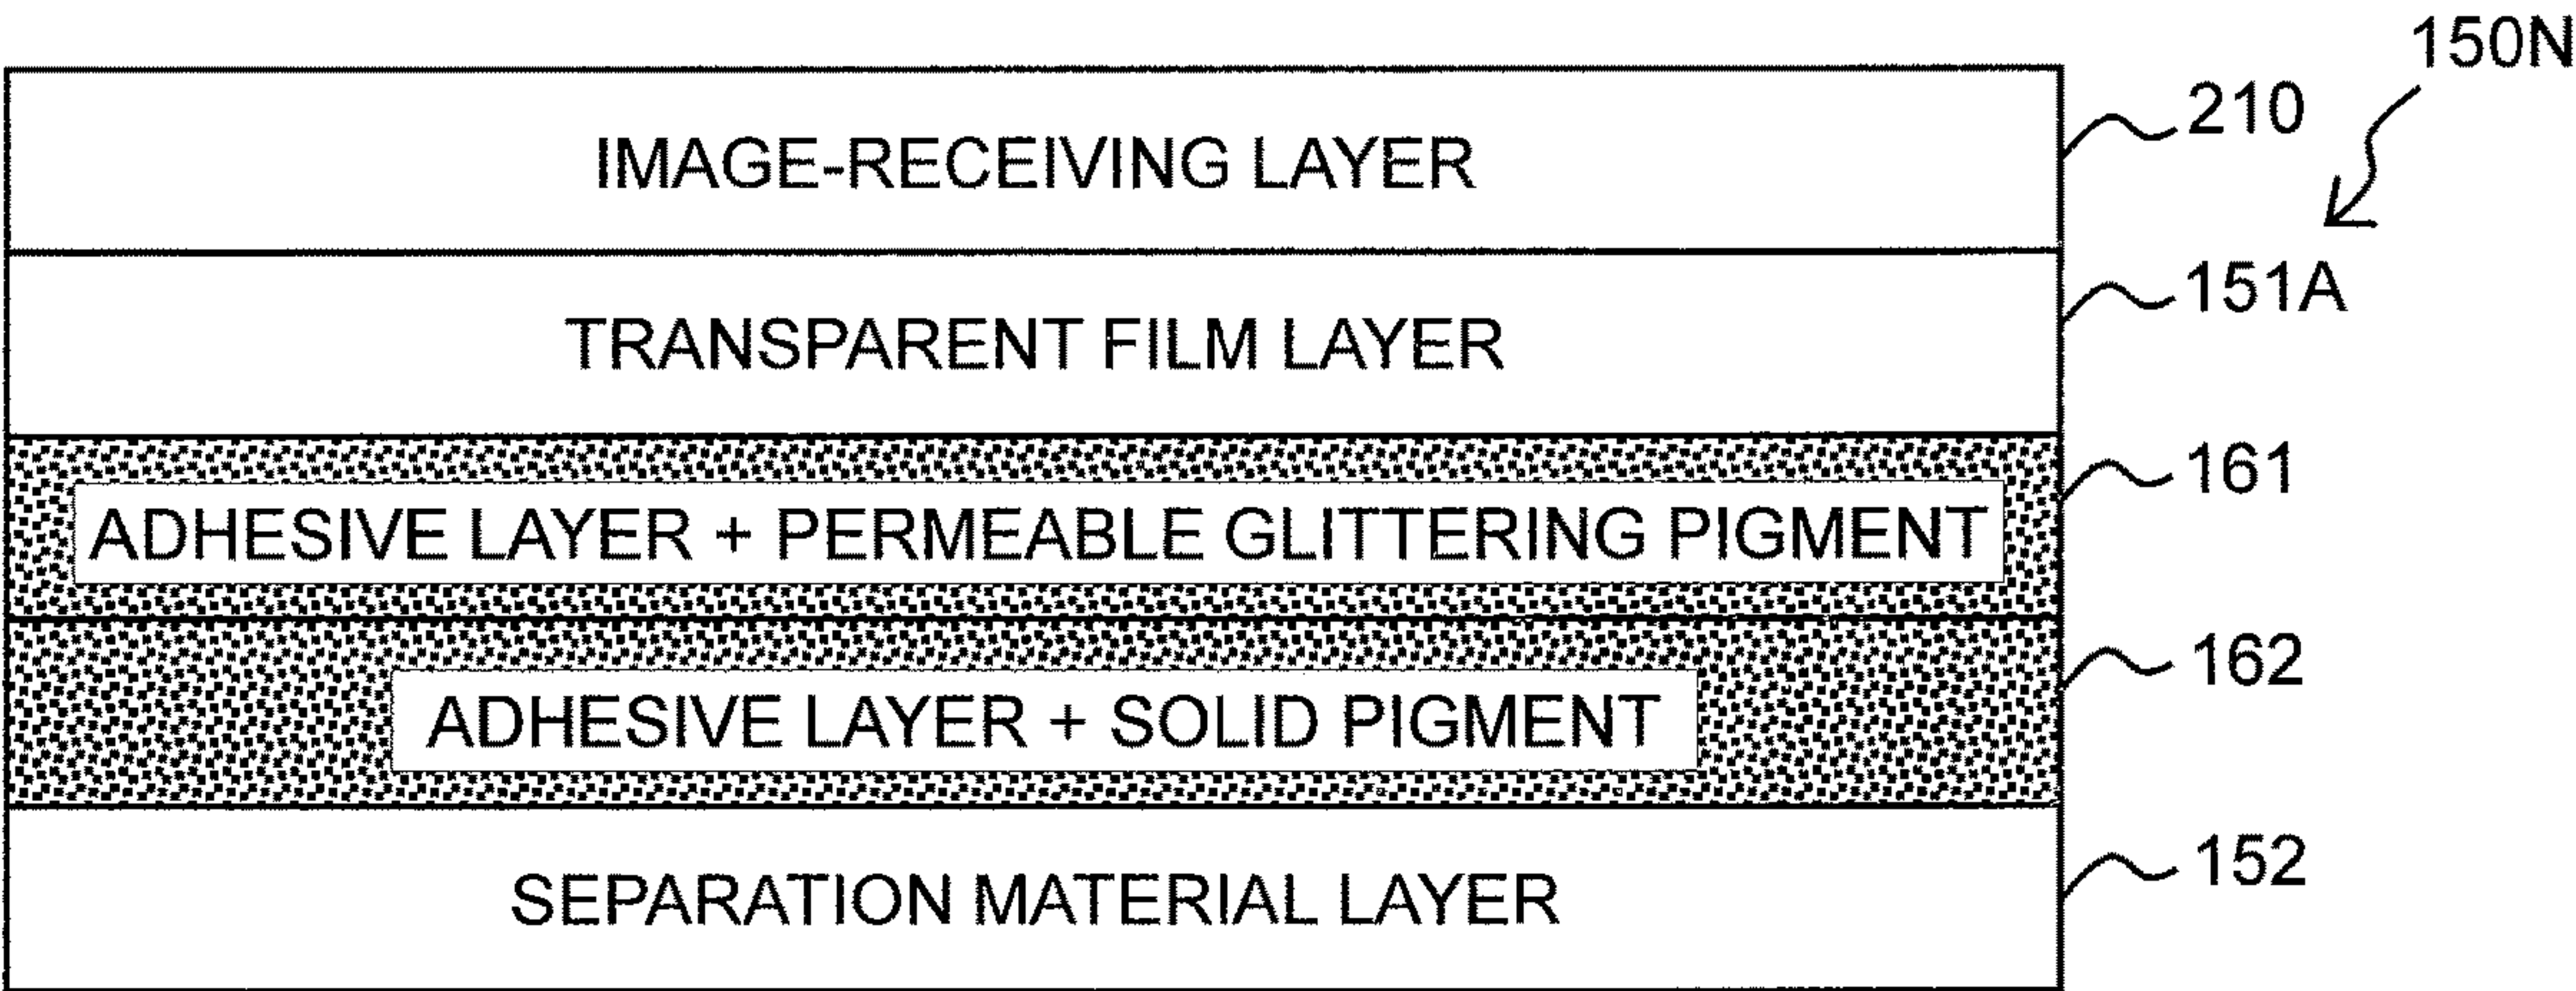 150N
IMAGE-RECEIVING LAYER 210
TRANSPARENT FILM LAYER 151A
ADHESIVE LAYER + PERMEABLE GLITTERING PIGMENT 161
ADHESIVE LAYER + SOLID PIGMENT 162
SEPARATION MATERIAL LAYER 152